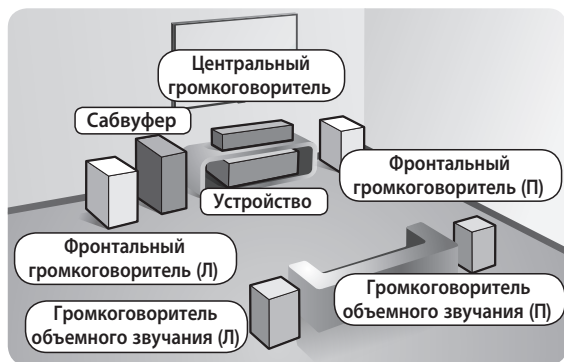 Центральный
громкоговоритель
Сабвуфер
Фронтальный
громкоговоритель (П)
Устройство
Фронтальный
громкоговоритель (Л)
Громкоговоритель
объемного звучания (П)
Громкоговоритель
объемного звучания (Л)